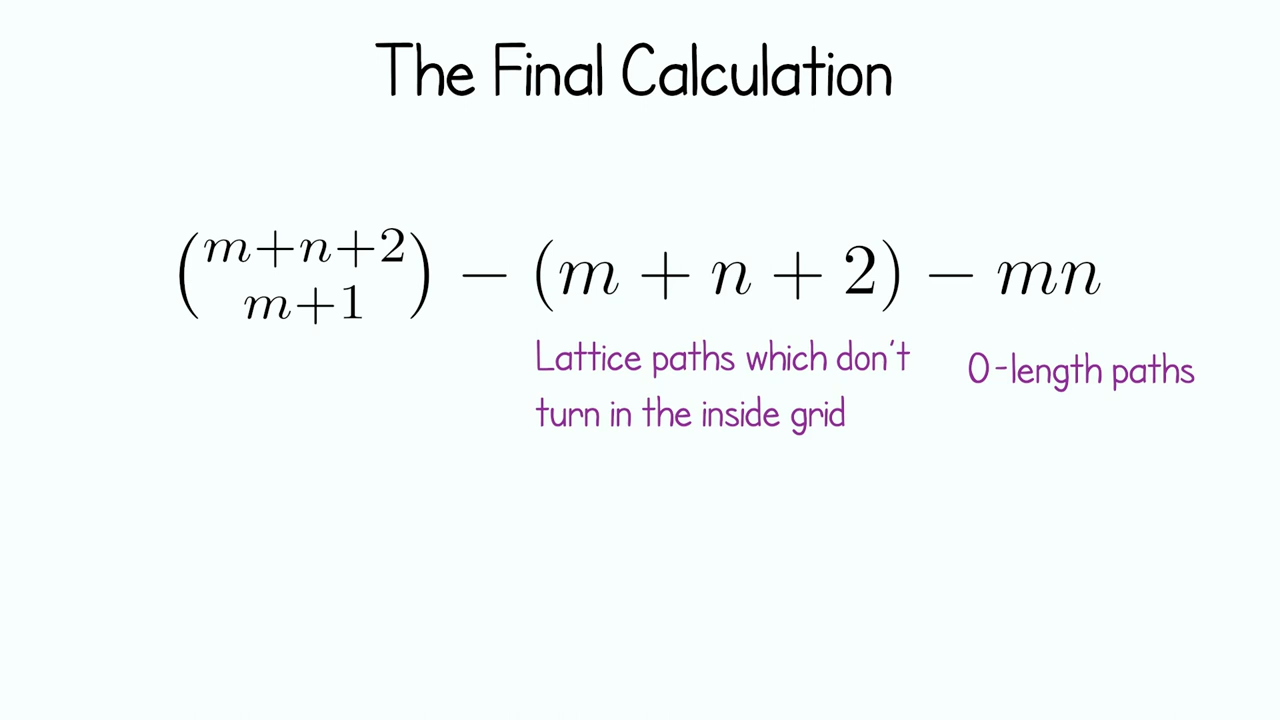 The Final Calculation
$\binom{m+n+2}{m+1} - (m + n + 2) - mn$
Lattice paths which don't
turn in the inside grid
0-length paths